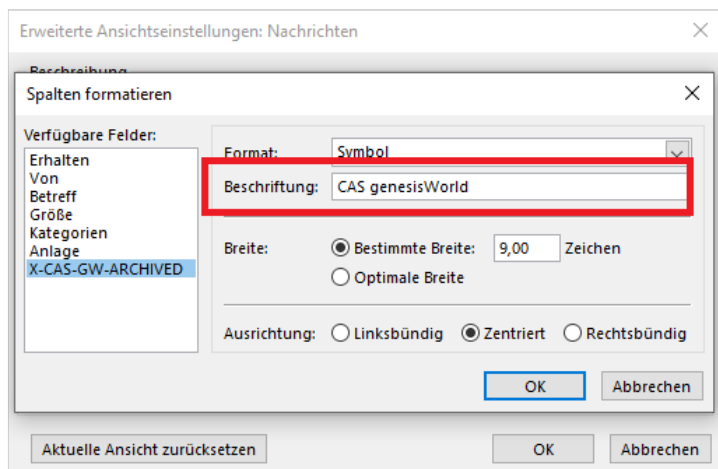 Erweiterte Ansichtseinstellungen: Nachrichten
Beschreibung
Spalten formatieren
Verfügbare Felder:
Erhalten
Von
Betreff
Größe
Kategorien
Anlage
X-CAS-GW-ARCHIVED
Format: Symbol
Beschriftung: CAS genesisWorld
Breite: Bestimmte Breite: 9,00 Zeichen
Optimale Breite
Ausrichtung: Linksbündig Zentriert Rechtsbündig
OK Abbrechen
Aktuelle Ansicht zurücksetzen OK Abbrechen